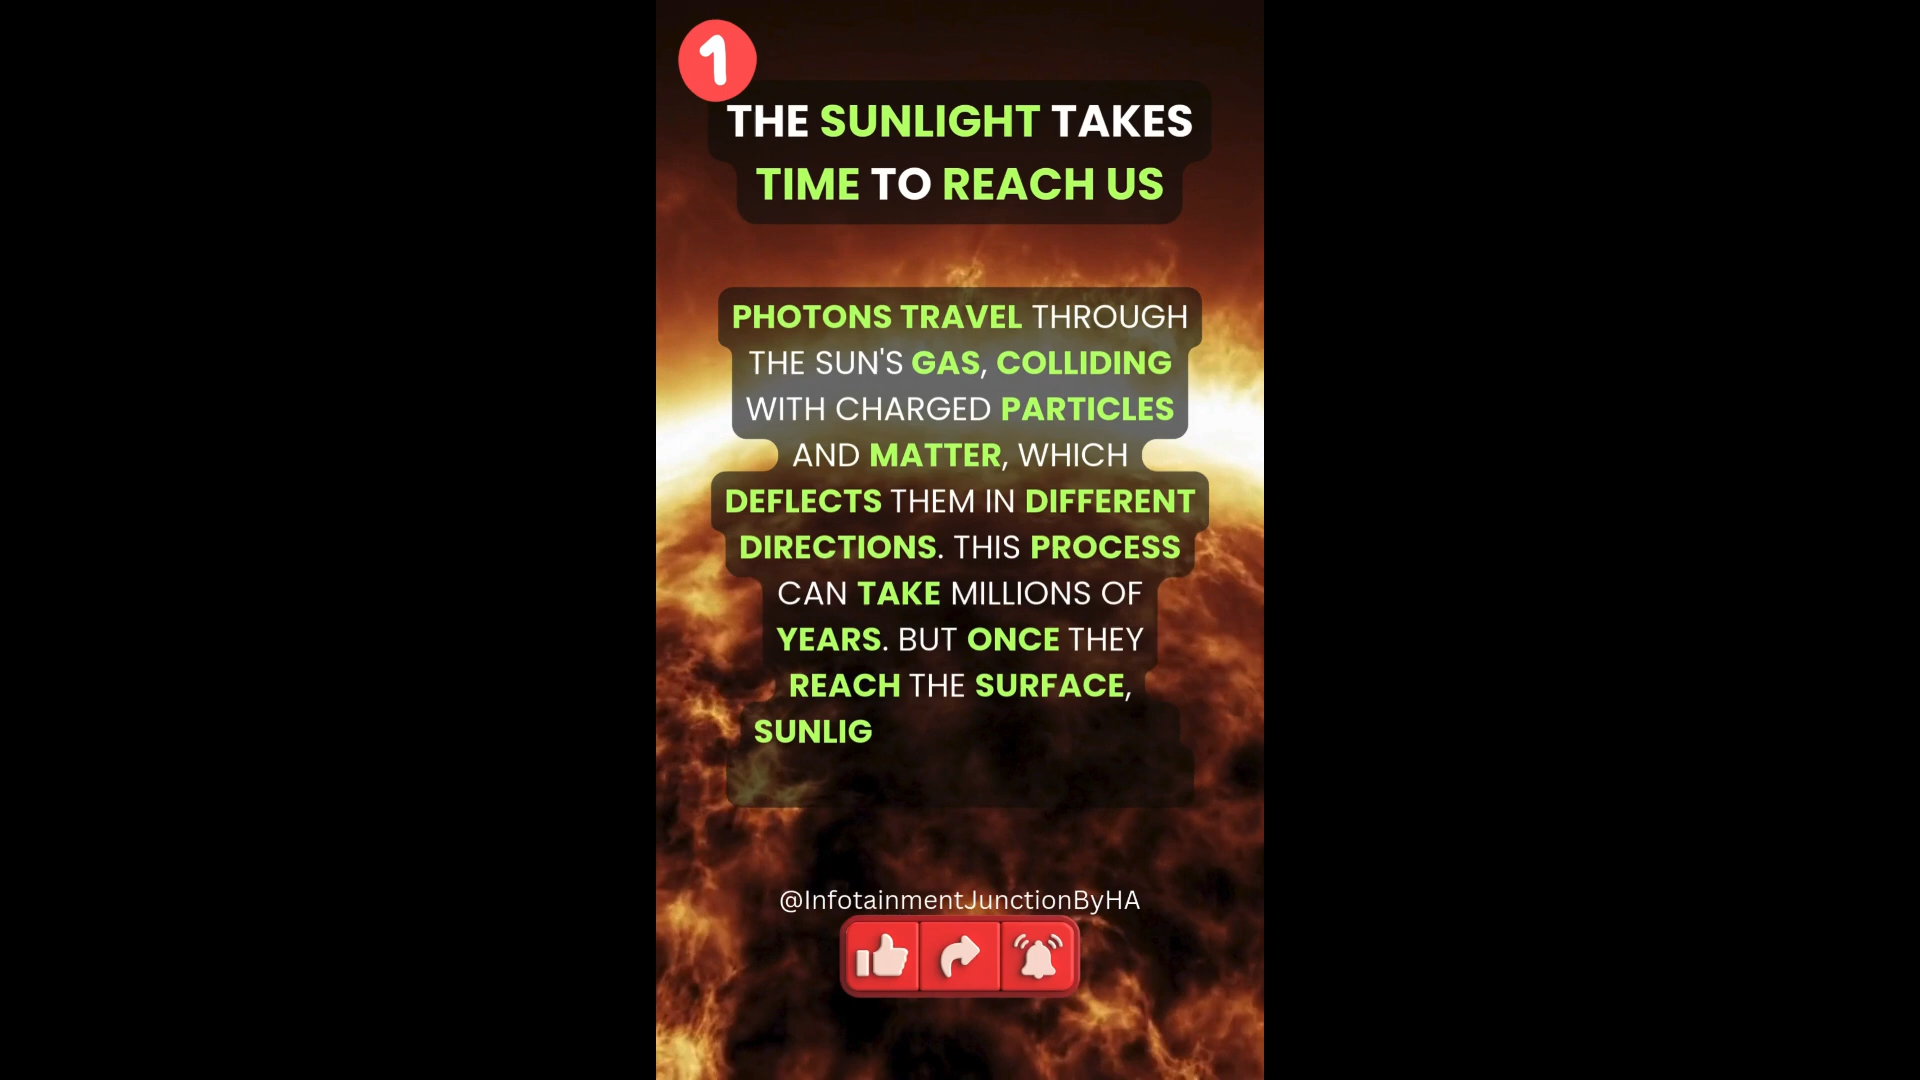 1
THE SUNLIGHT TAKES
TIME TO REACH US
PHOTONS TRAVEL THROUGH
THE SUN'S GAS, COLLIDING
WITH CHARGED PARTICLES
AND MATTER, WHICH
DEFLECTS THEM IN DIFFERENT
DIRECTIONS. THIS PROCESS
CAN TAKE MILLIONS OF
YEARS. BUT ONCE THEY
REACH THE SURFACE,
SUNLIG
@InfotainmentJunctionByHA